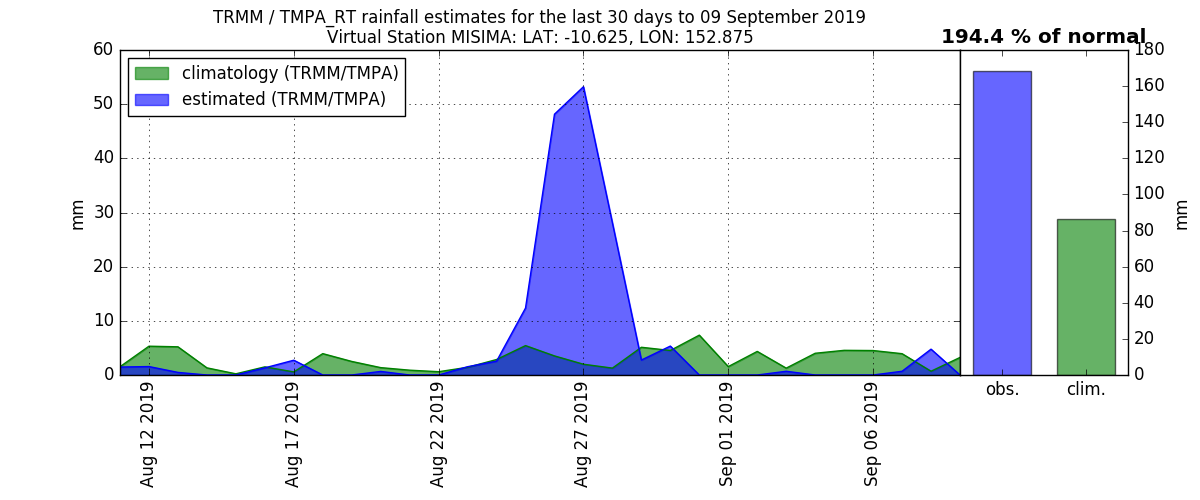 TRMM / TMPA_RT rainfall estimates for the last 30 days to 09 September 2019
Virtual Station MISIMA: LAT: -10.625, LON: 152.875
194.4 % of normal
climatology (TRMM/TMPA)
estimated (TRMM/TMPA)
60
50
40
30
20
10
0
mm
Aug 12 2019
Aug 17 2019
Aug 22 2019
Aug 27 2019
Sep 01 2019
Sep 06 2019
180
160
140
120
100
80
60
40
20
0
mm
obs.
clim.